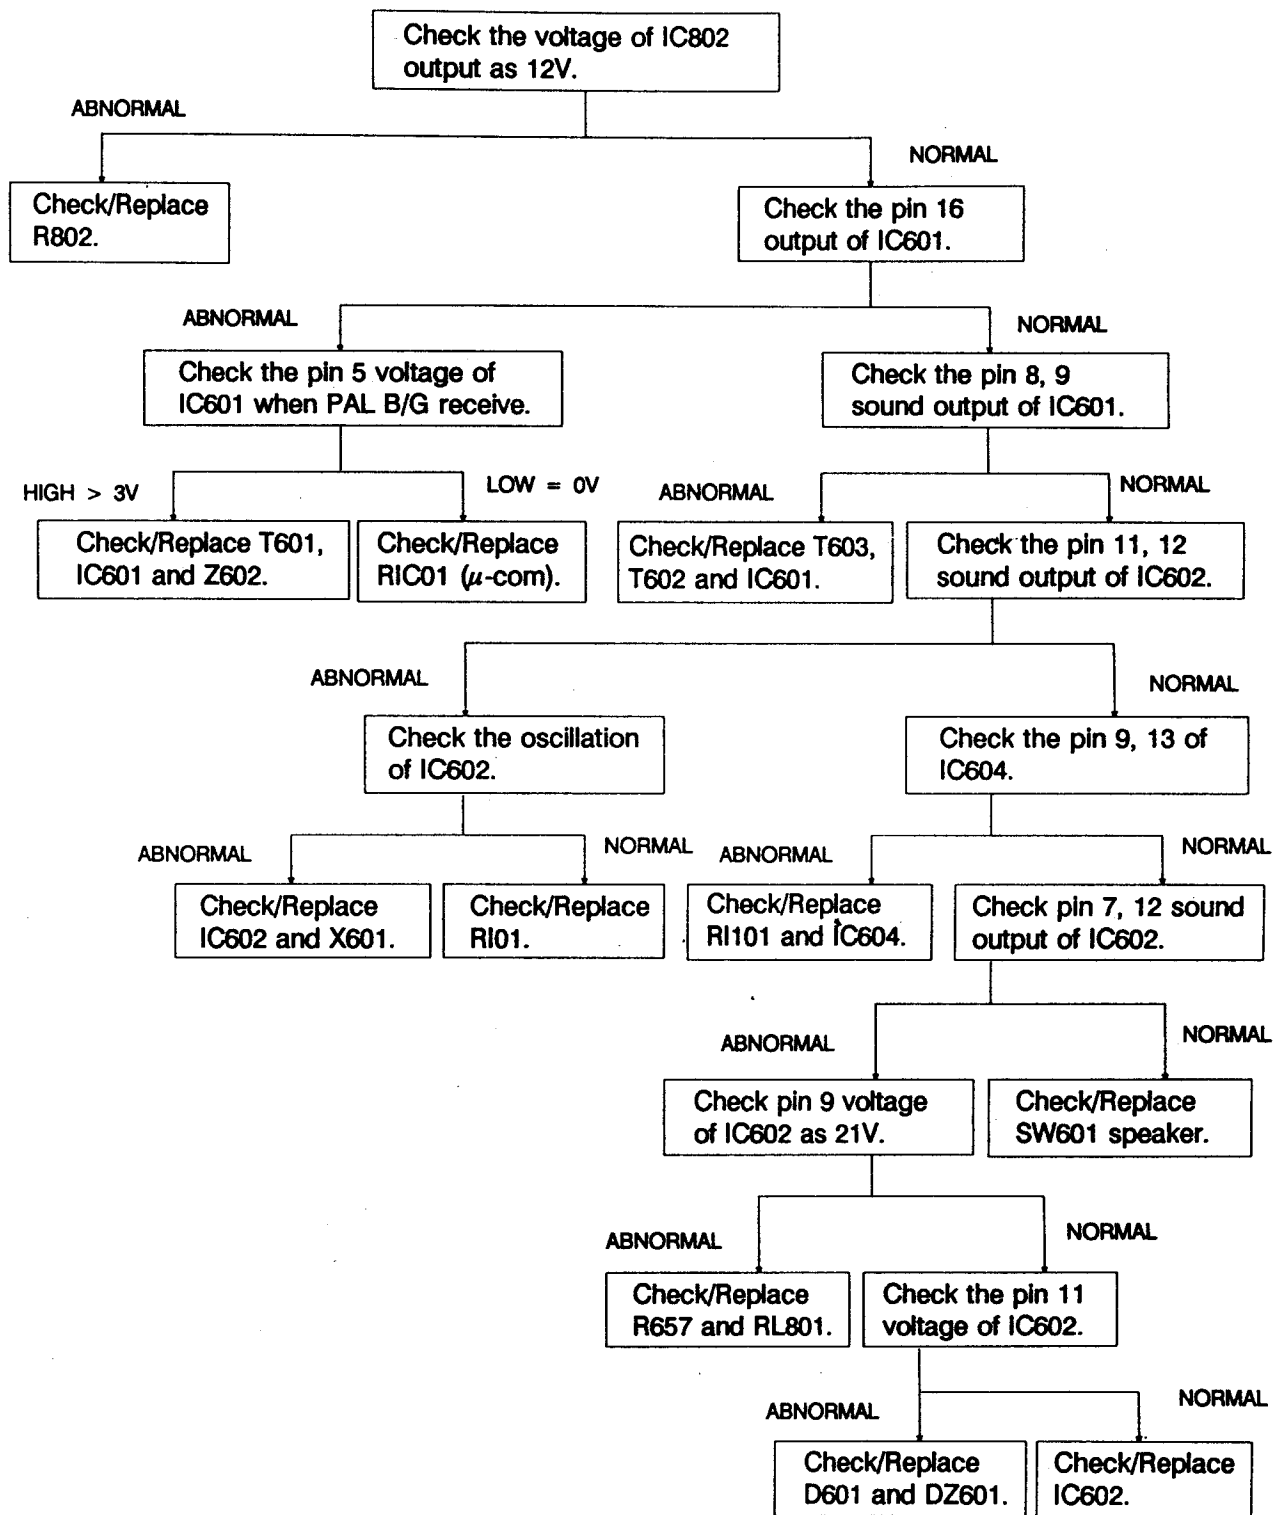 Check the voltage of IC802
output as 12V.
ABNORMAL
NORMAL
Check/Replace
R802.
Check the pin 16
output of IC601.
ABNORMAL
NORMAL
Check the pin 5 voltage of
IC601 when PAL B/G receive.
Check the pin 8, 9
sound output of IC601.
HIGH > 3V
LOW = 0V
ABNORMAL
NORMAL
Check/Replace T601,
IC601 and Z602.
Check/Replace
RIC01 (μ-com).
Check/Replace T603,
T602 and IC601.
Check the pin 11, 12
sound output of IC602.
ABNORMAL
NORMAL
Check the oscillation
of IC602.
Check the pin 9, 13 of
IC604.
ABNORMAL
NORMAL
ABNORMAL
NORMAL
Check/Replace
IC602 and X601.
Check/Replace
RI01.
Check/Replace
RI101 and IC604.
Check pin 7, 12 sound
output of IC602.
ABNORMAL
NORMAL
Check pin 9 voltage
of IC602 as 21V.
Check/Replace
SW601 speaker.
ABNORMAL
NORMAL
Check/Replace
R657 and RL801.
Check the pin 11
voltage of IC602.
ABNORMAL
NORMAL
Check/Replace
D601 and DZ601.
Check/Replace
IC602.